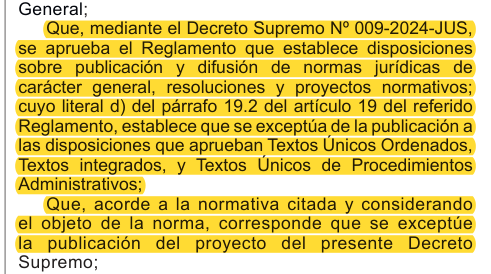 General;
Que, mediante el Decreto Supremo Nº 009-2024-JUS,
se aprueba el Reglamento que establece disposiciones
sobre publicación y difusión de normas jurídicas de
carácter general, resoluciones y proyectos normativos;
cuyo literal d) del párrafo 19.2 del artículo 19 del referido
Reglamento, establece que se exceptúa de la publicación a
las disposiciones que aprueban Textos Únicos Ordenados,
Textos integrados, y Textos Únicos de Procedimientos
Administrativos;
Que, acorde a la normativa citada y considerando
el objeto de la norma, corresponde que se exceptúe
la publicación del proyecto del presente Decreto
Supremo;